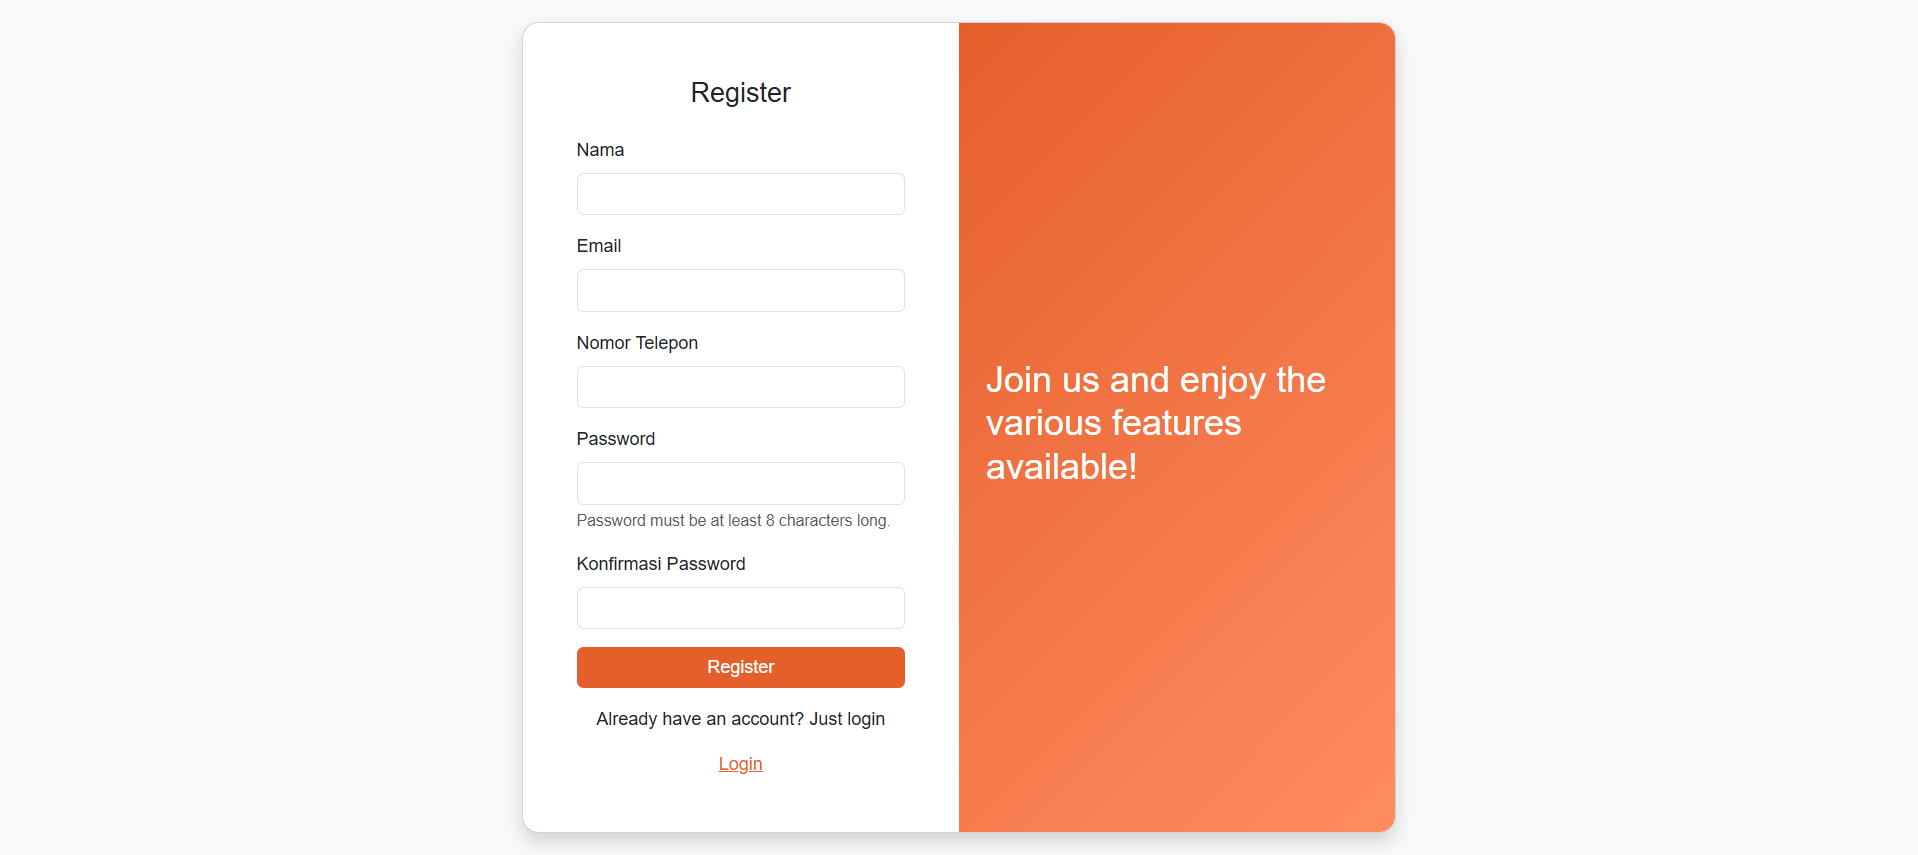 Register
Nama
Email
Nomor Telepon
Password
Password must be at least 8 characters long.
Konfirmasi Password
Register
Already have an account? Just login
Login
Join us and enjoy the
various features
available!